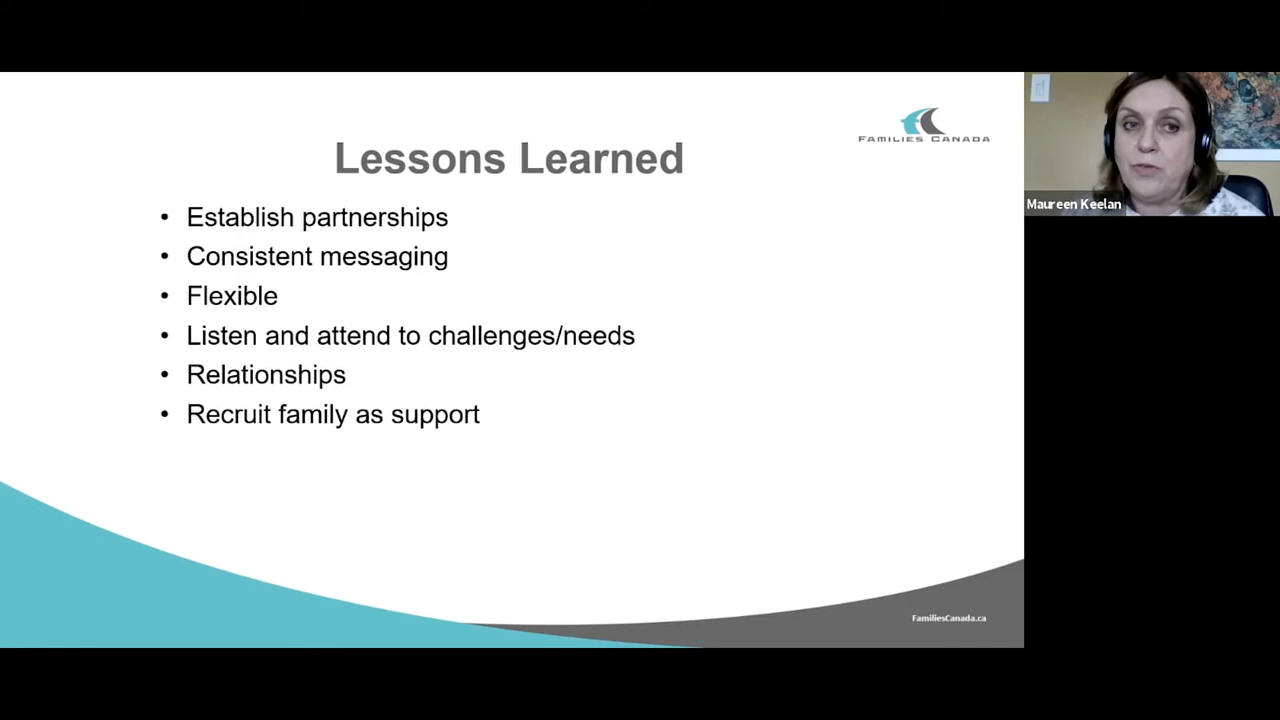 Lessons Learned
FAMILIES CANADA
• Establish partnerships
• Consistent messaging
• Flexible
• Listen and attend to challenges/needs
• Relationships
• Recruit family as support
FamiliesCanada.ca
Maureen Keelan